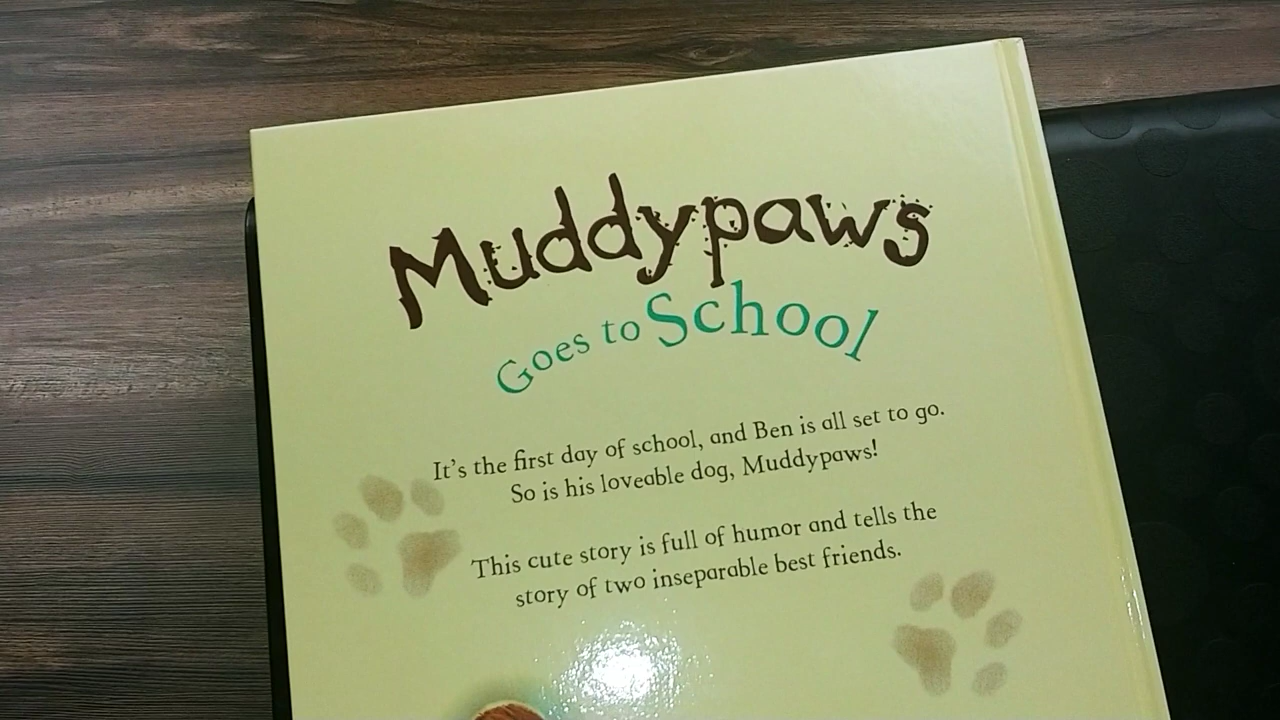 Muddypaws
Goes to School
It's the first day of school, and Ben is all set to go.
So is his loveable dog, Muddypaws!
This cute story is full of humor and tells the
story of two inseparable best friends.